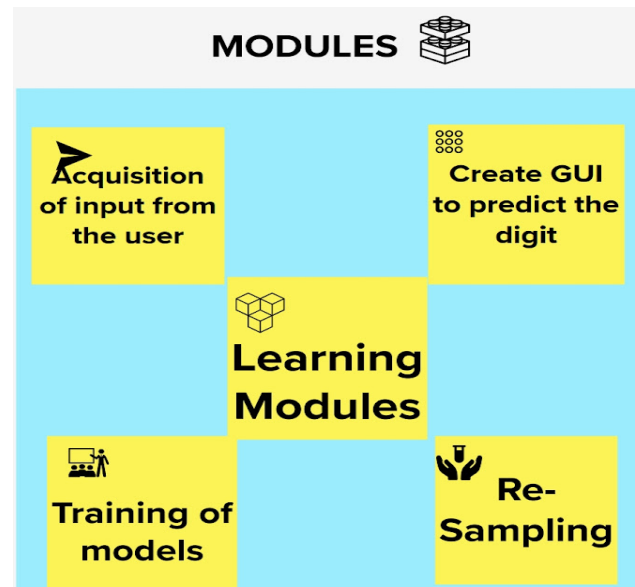 MODULES
Acquisition
of input from
the user
Create GUI
to predict the
digit
Learning
Modules
Training of
models
Re-
Sampling